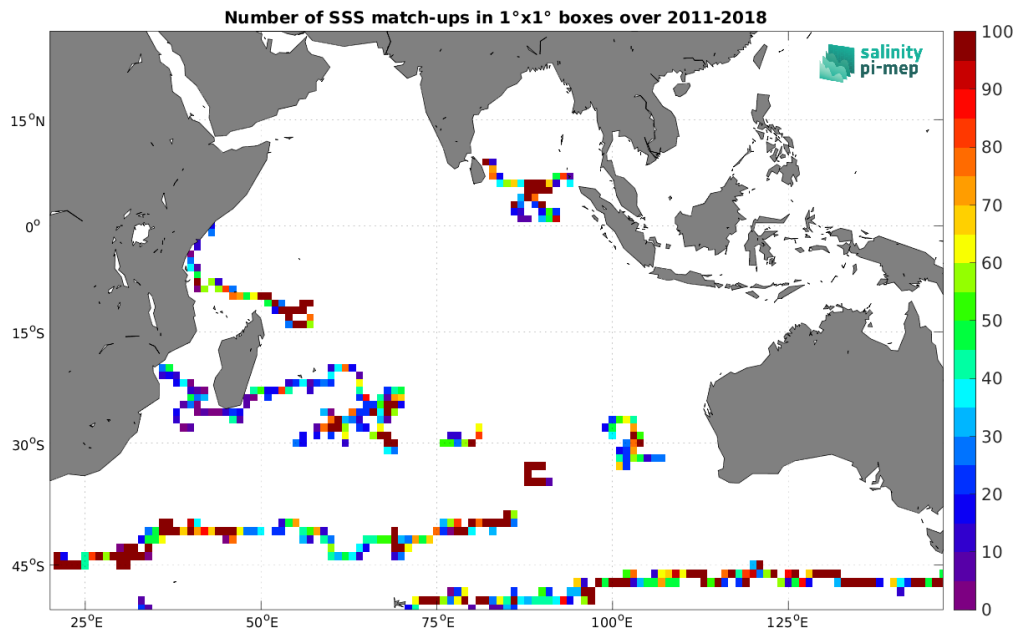 Number of SSS match-ups in 1°x1° boxes over 2011-2018
salinity
pi-mep
100
90
80
70
60
50
40
30
20
10
0
15°N
0°
15°S
30°S
45°S
25°E
50°E
75°E
100°E
125°E